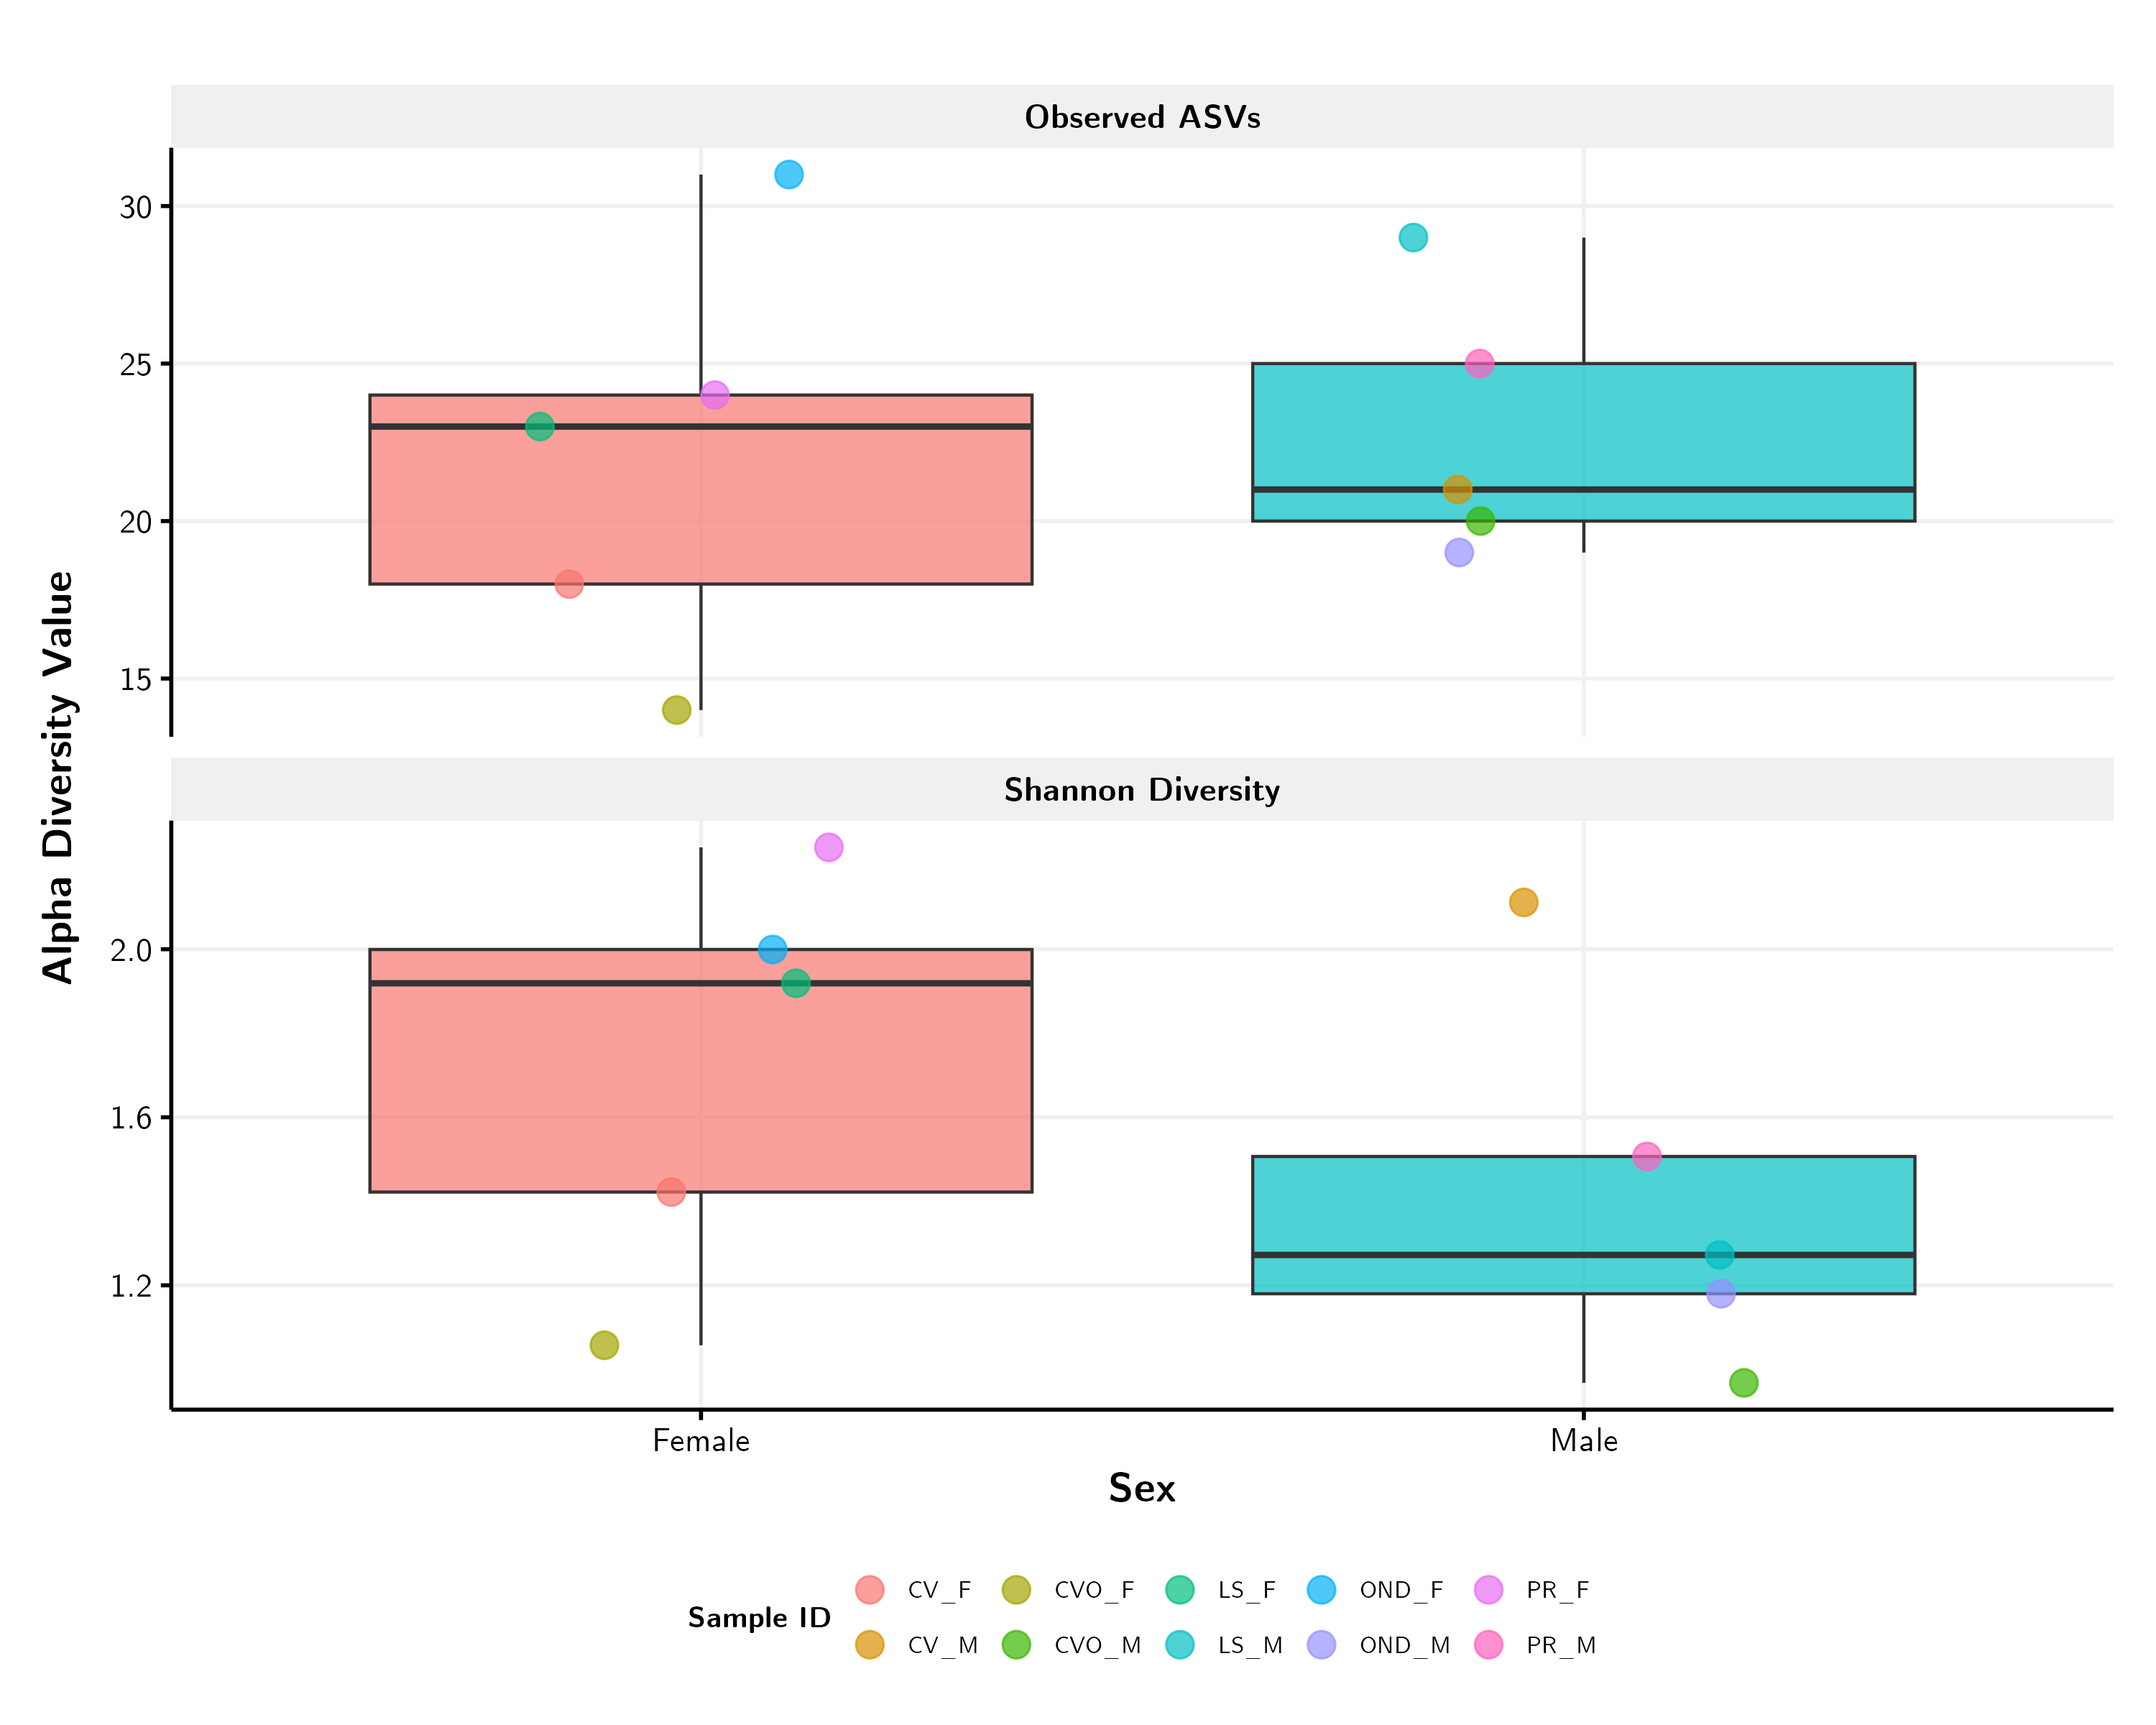 Observed ASVs
30
25
20
15
Alpha Diversity Value
Shannon Diversity
2.0
1.6
1.2
Female Male
Sex
Sample ID
CV_F CVO_F LS_F OND_F PR_F
CV_M CVO_M LS_M OND_M PR_M